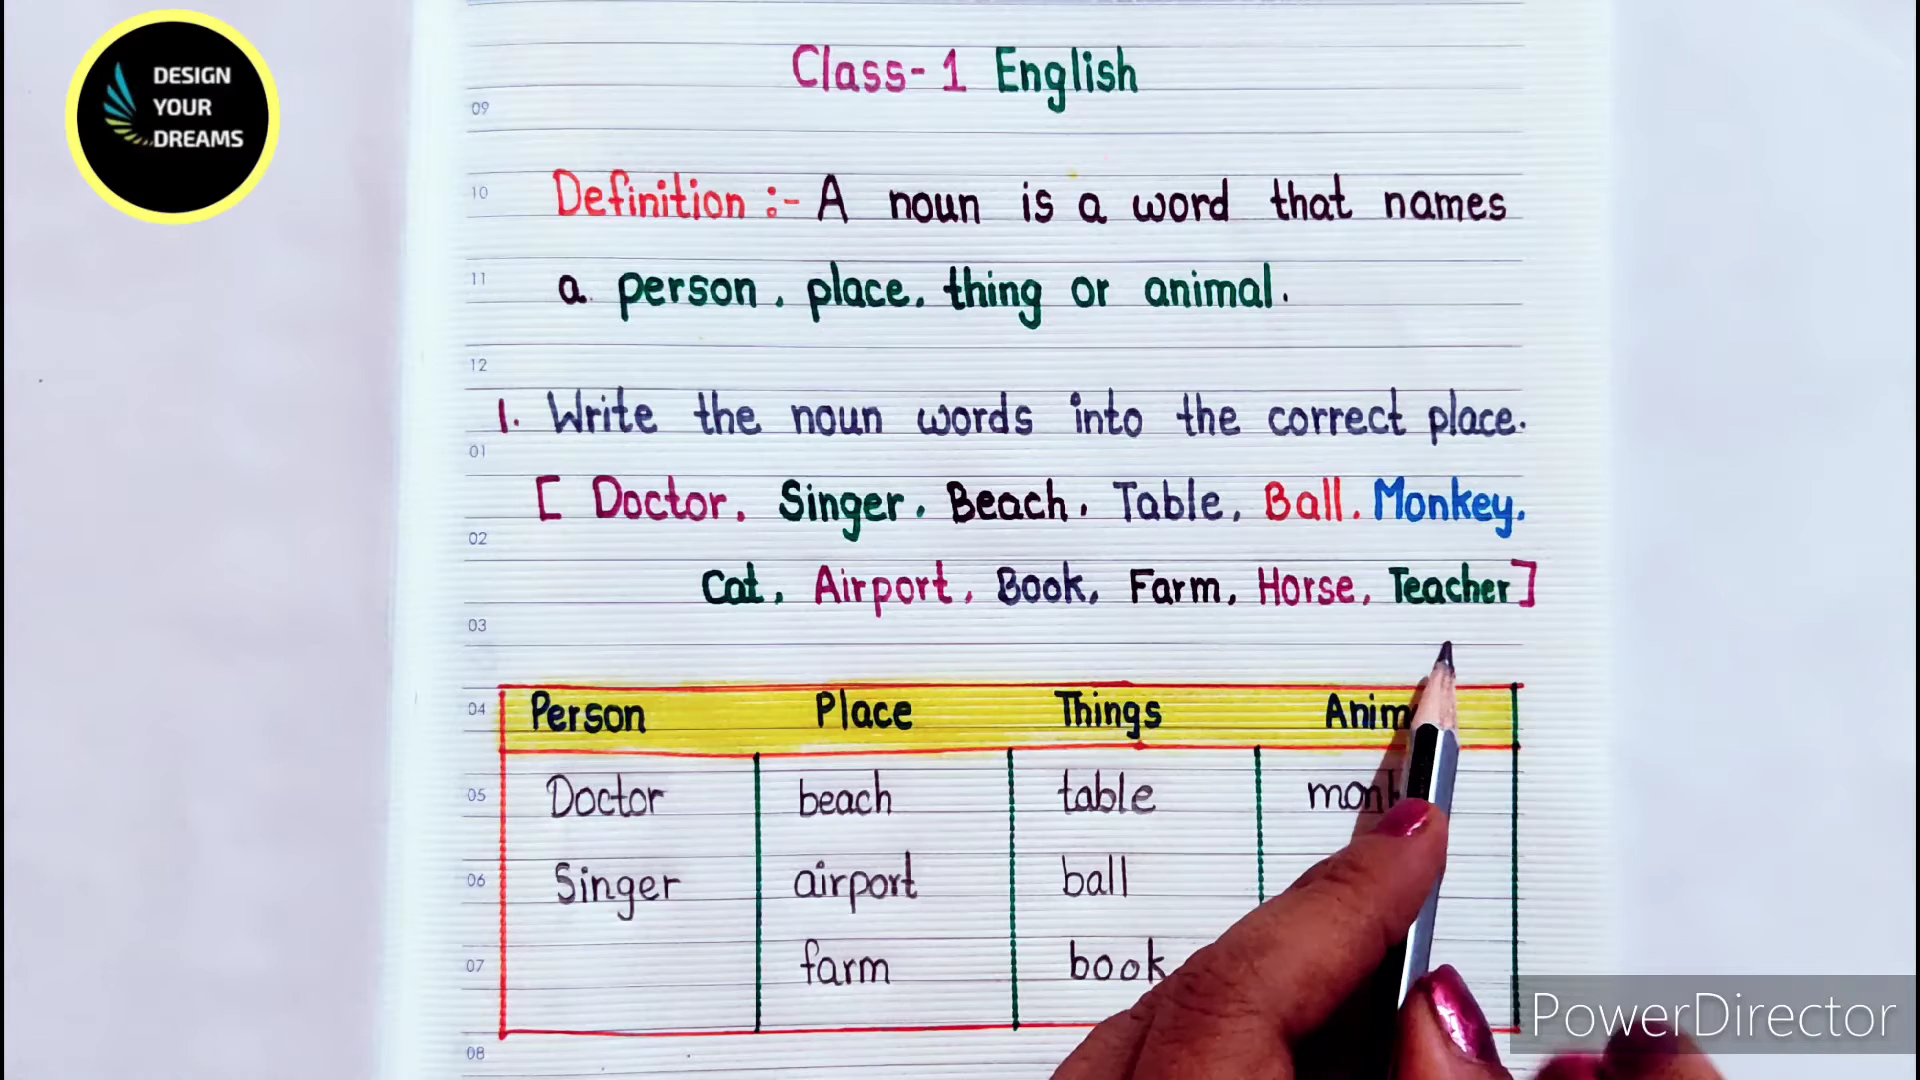 DESIGN
YOUR
DREAMS
Class-1 English
09
Definition :- A noun is a word that names
10
a person, place, thing or animal.
11
12
1. Write the noun words into the correct place.
01
[ Doctor, Singer, Beach, Table, Ball, Monkey,
02
Cat, Airport, Book, Farm, Horse, Teacher]
03
04 Person Place Things
05 Doctor beach table
06 Singer airport ball
07 farm book
08
PowerDirector